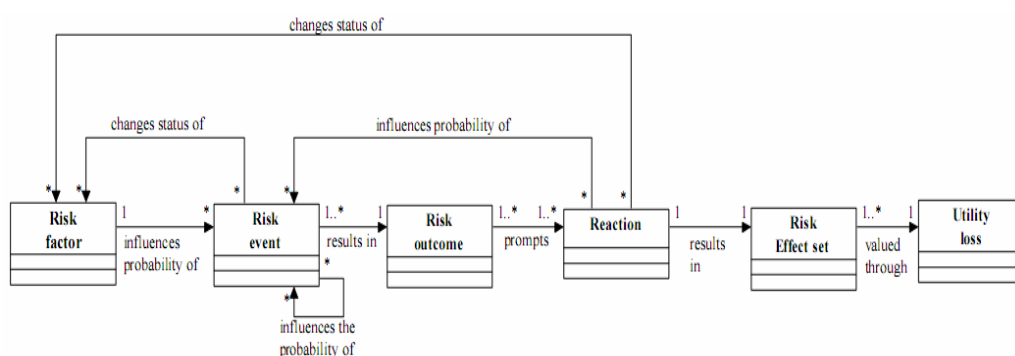 changes status of
changes status of
influences probability of
* * * * * *
Risk
factor
1
*
influences
probability of
Risk
event
1..*
1
results in
*
*
influences the
probability of
Risk
outcome
1..*
1..*
prompts
Reaction
1
1
results
in
Risk
Effect set
1..*
1
valued
through
Utility
loss